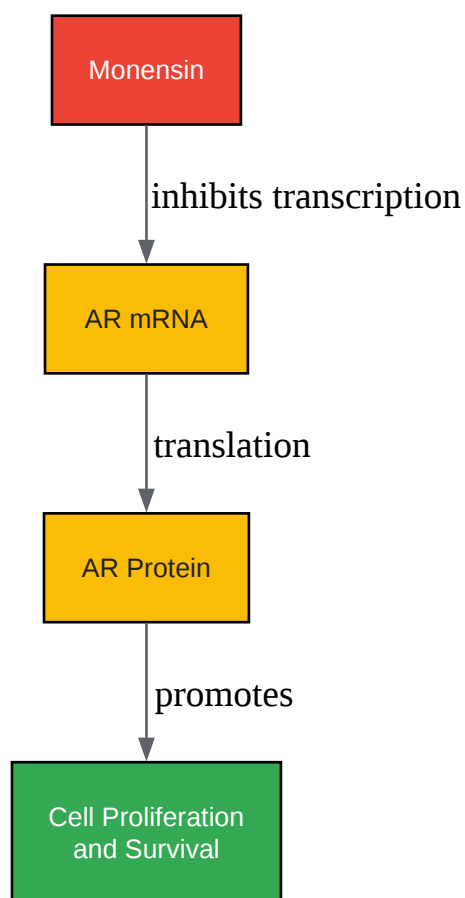 Monensin
inhibits transcription
AR mRNA
translation
AR Protein
promotes
Cell Proliferation
and Survival